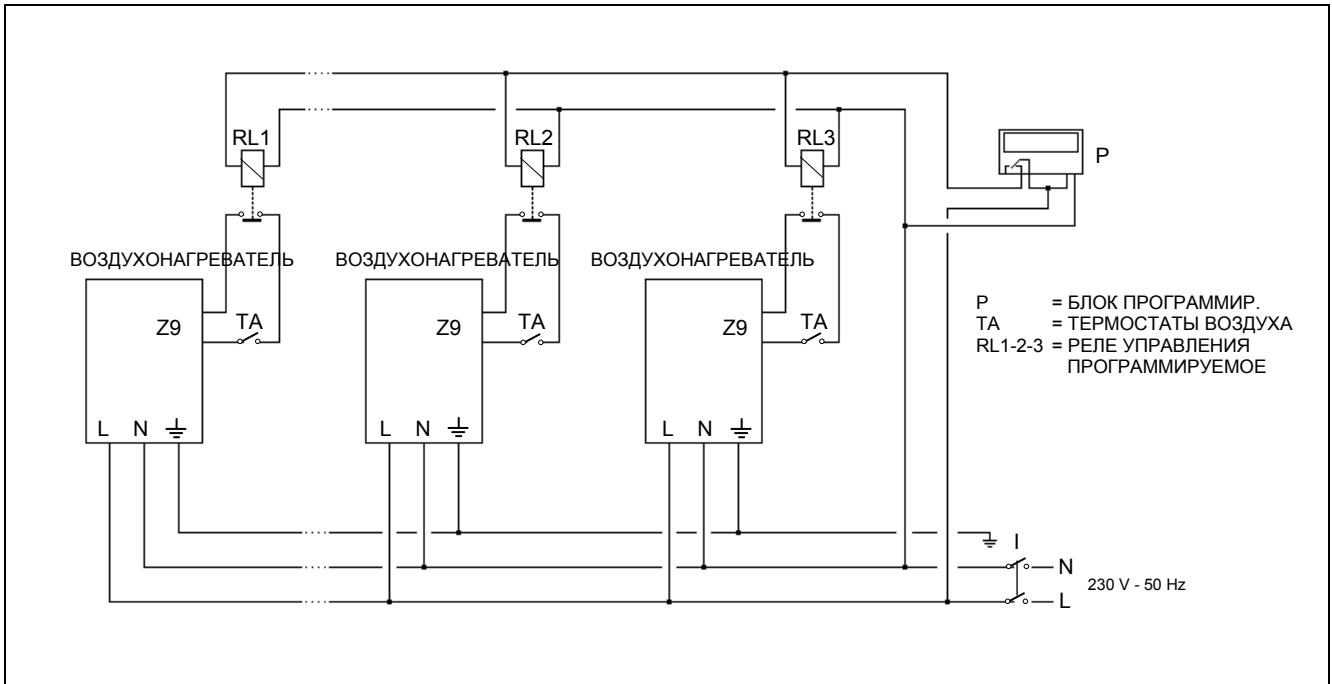 RL1 RL2 RL3 P
ВОЗДУХОНАГРЕВАТЕЛЬ ВОЗДУХОНАГРЕВАТЕЛЬ ВОЗДУХОНАГРЕВАТЕЛЬ
Z9 TA Z9 TA Z9 TA
P = БЛОК ПРОГРАММИР.
TA = ТЕРМОСТАТЫ ВОЗДУХА
RL1-2-3 = РЕЛЕ УПРАВЛЕНИЯ
ПРОГРАММИРУЕМОЕ
L N L N L N
I
N
230 V - 50 Hz
L